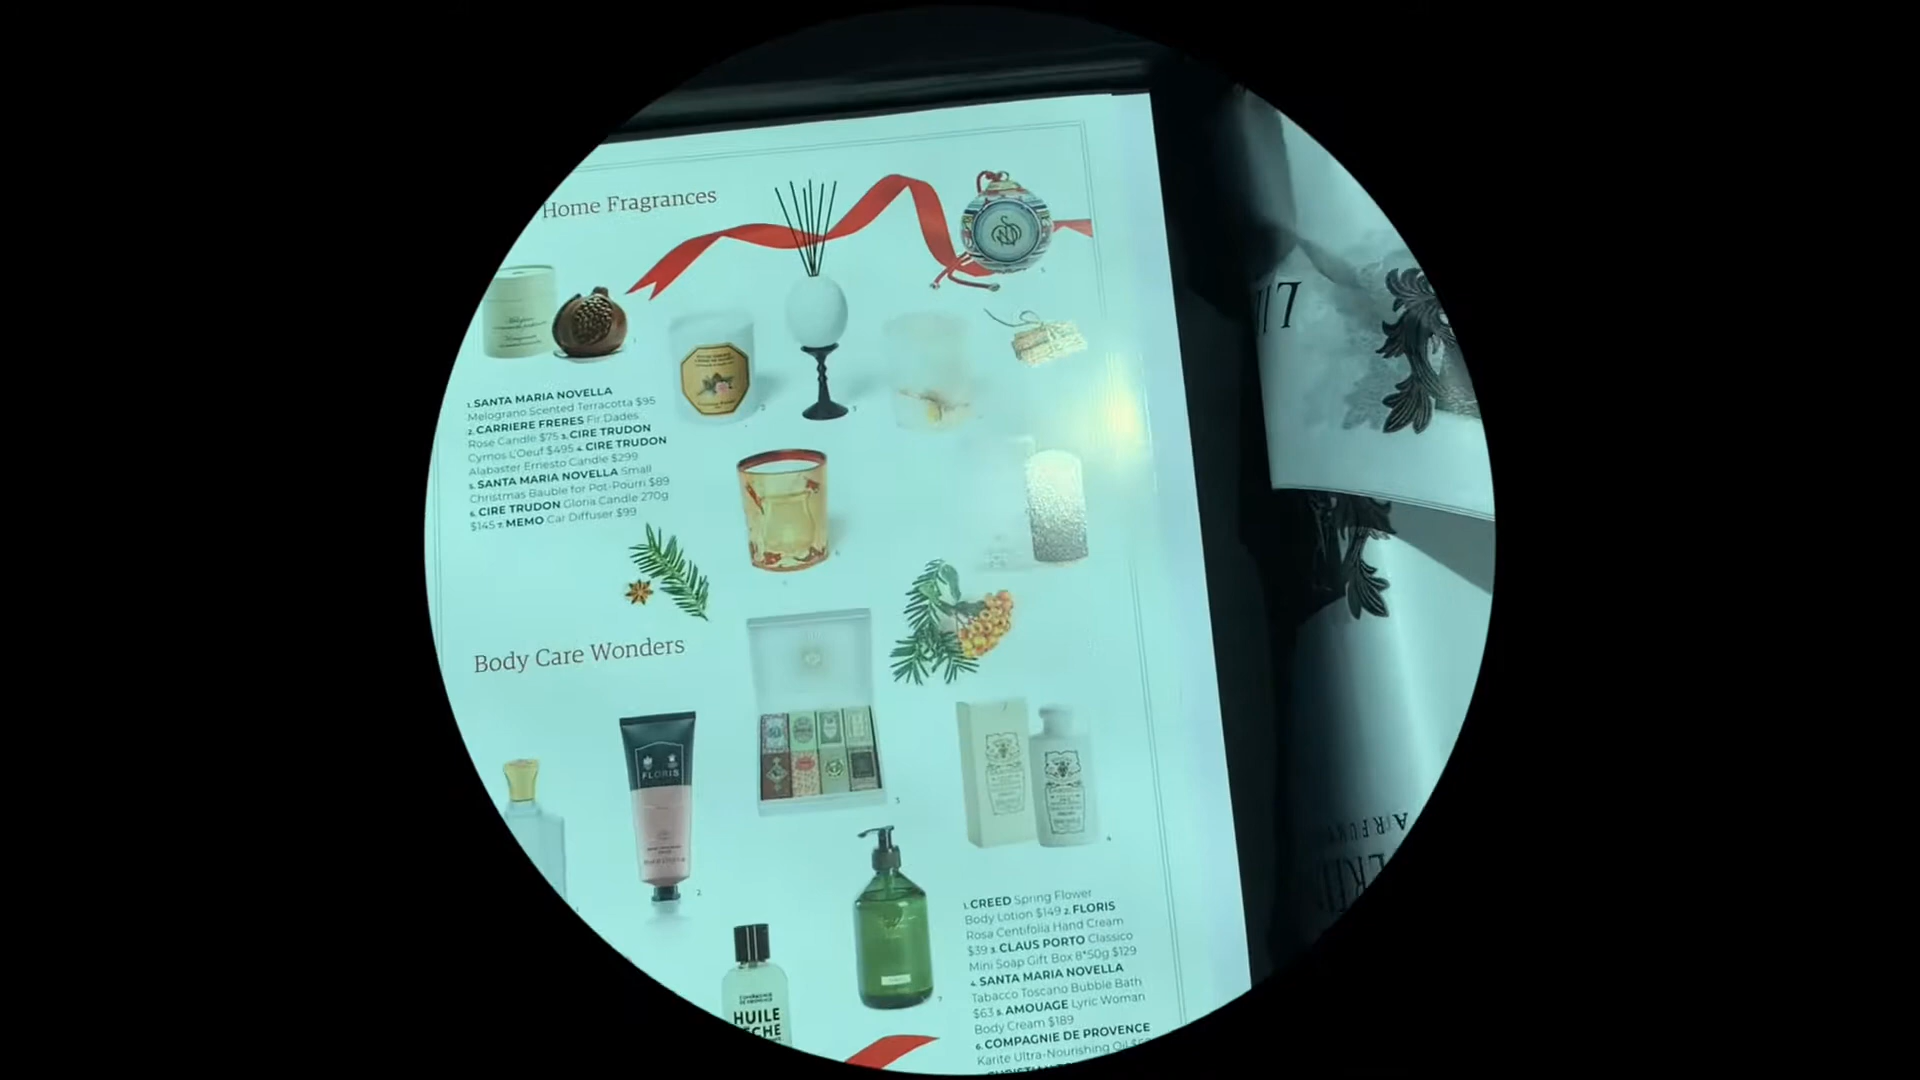 Home Fragrances
1. SANTA MARIA NOVELLA
Melograno Scented Terracotta $95
2. CARRIERE FRERES Fir Dades
Rose Candle $75 3. CIRE TRUDON
Cyrnos L'Oeuf $495 4. CIRE TRUDON
Alabaster Ernesto Candle $299
5. SANTA MARIA NOVELLA Small
Christmas Bauble for Pot-Pourri $89
6. CIRE TRUDON Gloria Candle 270g
$145 7. MEMO Car Diffuser $99
Body Care Wonders
FLORIS
HUILE
1. CREED Spring Flower
Body Lotion $149 2. FLORIS
Rosa Centifolia Hand Cream
$39 3. CLAUS PORTO Classico
Mini Soap Gift Box 8*50g $129
4. SANTA MARIA NOVELLA
Tabacco Toscano Bubble Bath
$63 5. AMOUAGE Lyric Woman
Body Cream $189
6. COMPAGNIE DE PROVENCE
Karite Ultra-Nourishing Oil